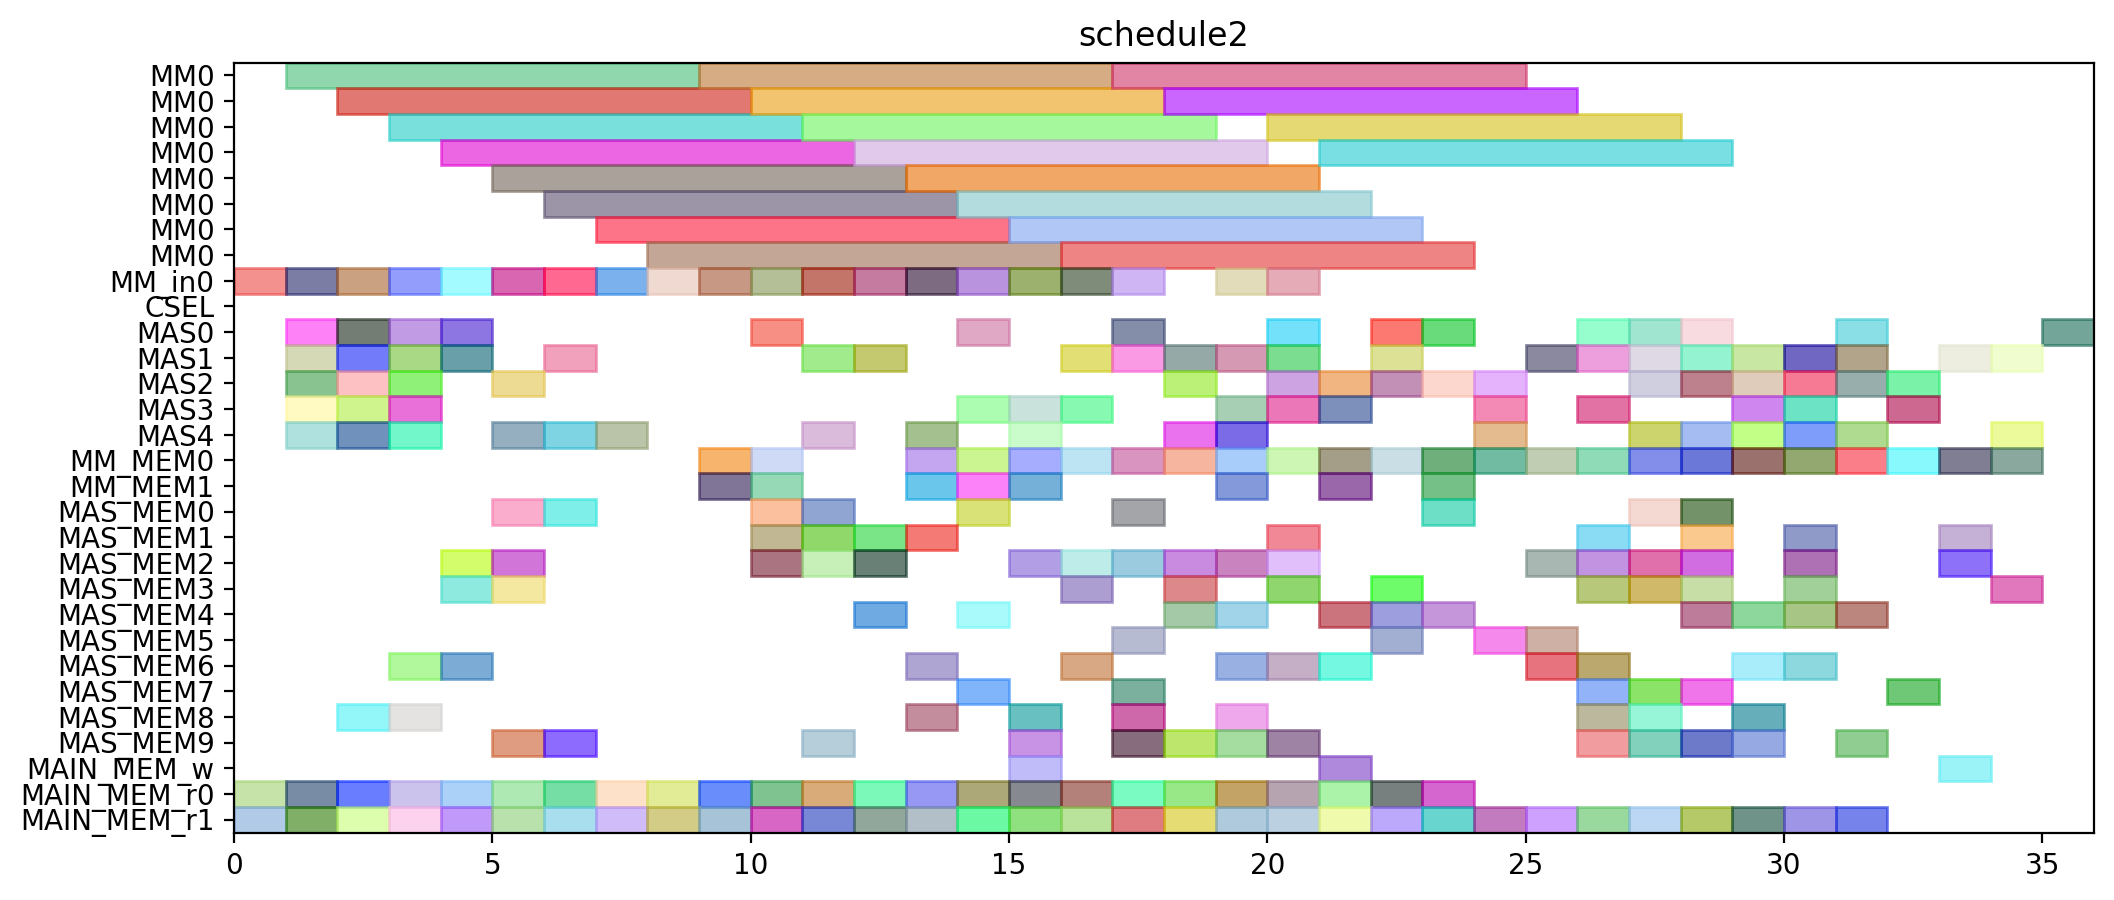 schedule2
MM0
MM0
MM0
MM0
MM0
MM0
MM0
MM0
MM_in0
CSEL
MAS0
MAS1
MAS2
MAS3
MAS4
MM_MEM0
MM_MEM1
MAS_MEM0
MAS_MEM1
MAS_MEM2
MAS_MEM3
MAS_MEM4
MAS_MEM5
MAS_MEM6
MAS_MEM7
MAS_MEM8
MAS_MEM9
MAIN_MEM_w
MAIN_MEM_r0
MAIN_MEM_r1
0 5 10 15 20 25 30 35